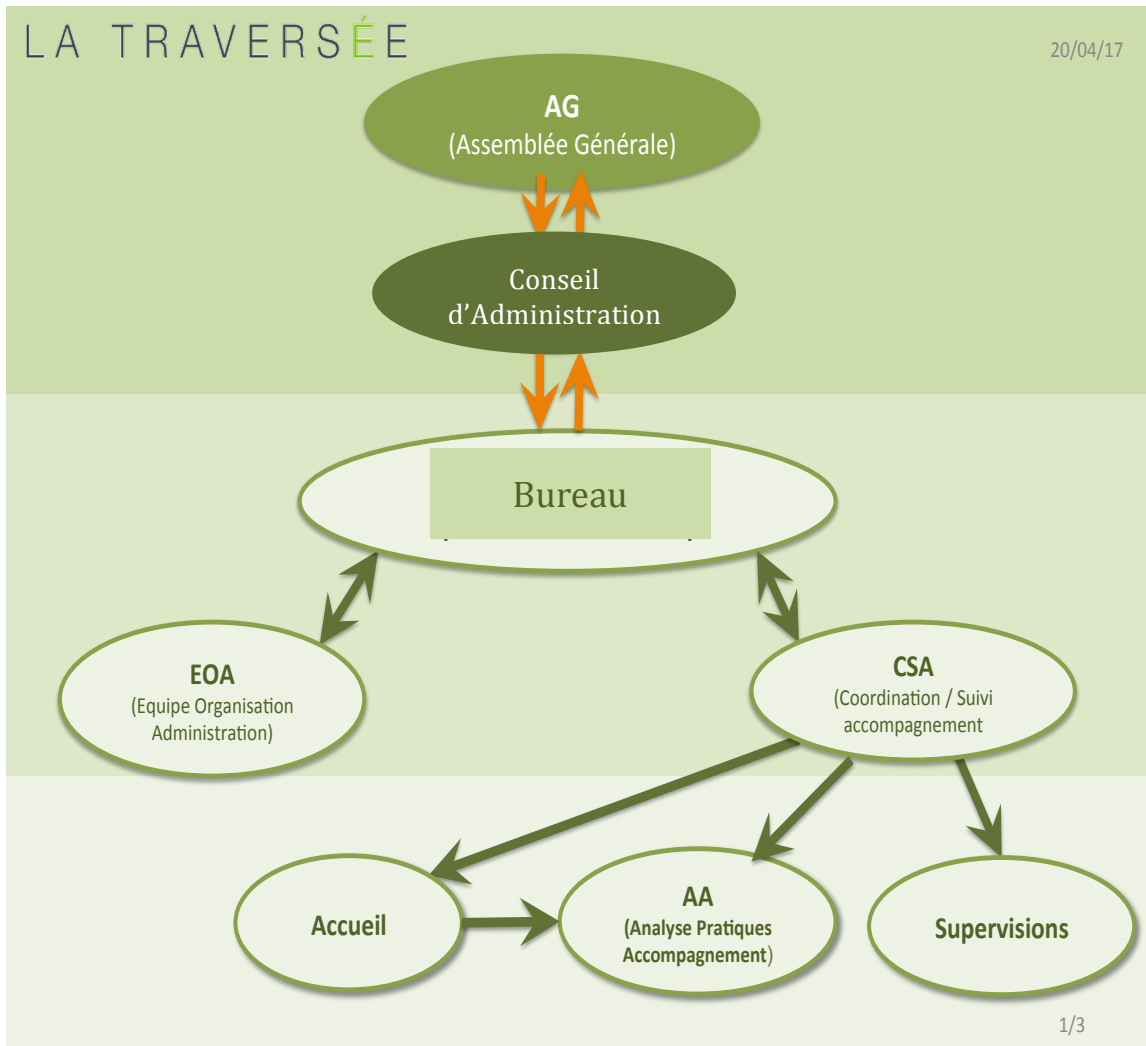 LA TRAVERSÉE
20/04/17
AG
(Assemblée Générale)
Conseil
d’Administration
Bureau
EOA
(Equipe Organisation
Administration)
CSA
(Coordination / Suivi
accompagnement
Accueil
AA
(Analyse Pratiques
Accompagnement)
Supervisions
1/3